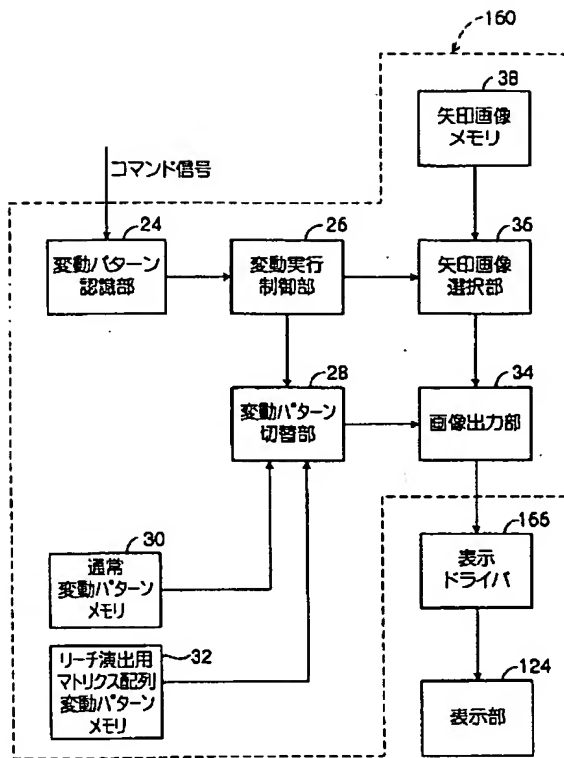 160
38
矢印画像
メモリ
コマンド信号
24
変動パターン
認識部
26
変動実行
制御部
36
矢印画像
選択部
28
変動パターン
切替部
34
画像出力部
30
通常
変動パターン
メモリ
166
表示
ドライバ
32
リーチ演出用
マトリクス配列
変動パターン
メモリ
124
表示部